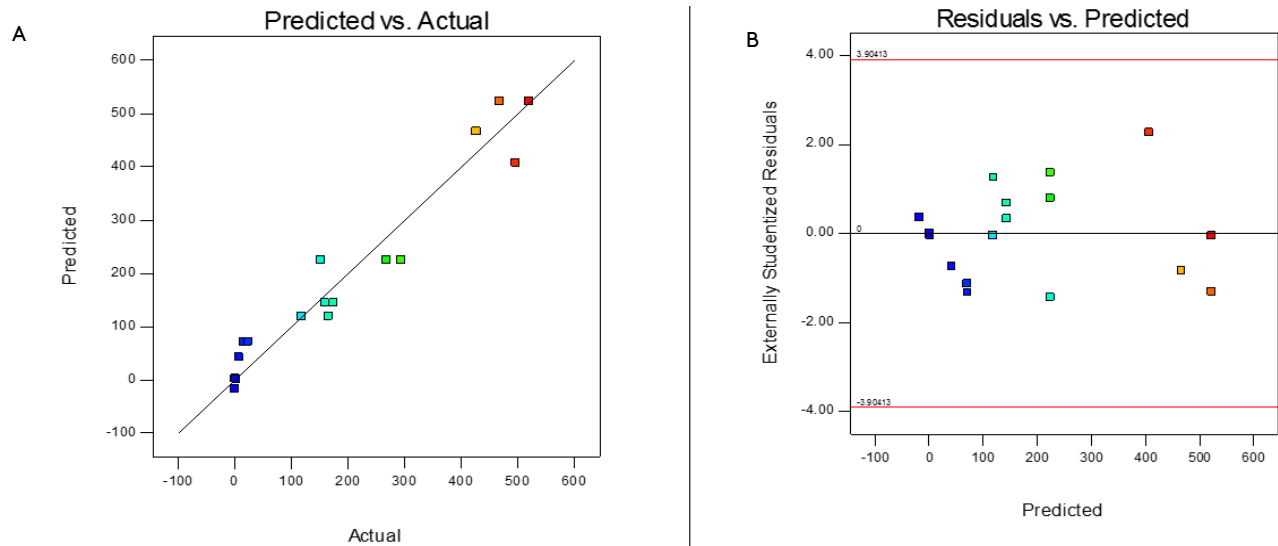 A
Predicted vs. Actual
600
500
400
300
200
100
0
-100
Predicted
-100 0 100 200 300 400 500 600
Actual
B
Residuals vs. Predicted
4.00
2.00
0.00
-2.00
-4.00
3.90413
0
-3.90413
Externally Studentized Residuals
-100 0 100 200 300 400 500 600
Predicted